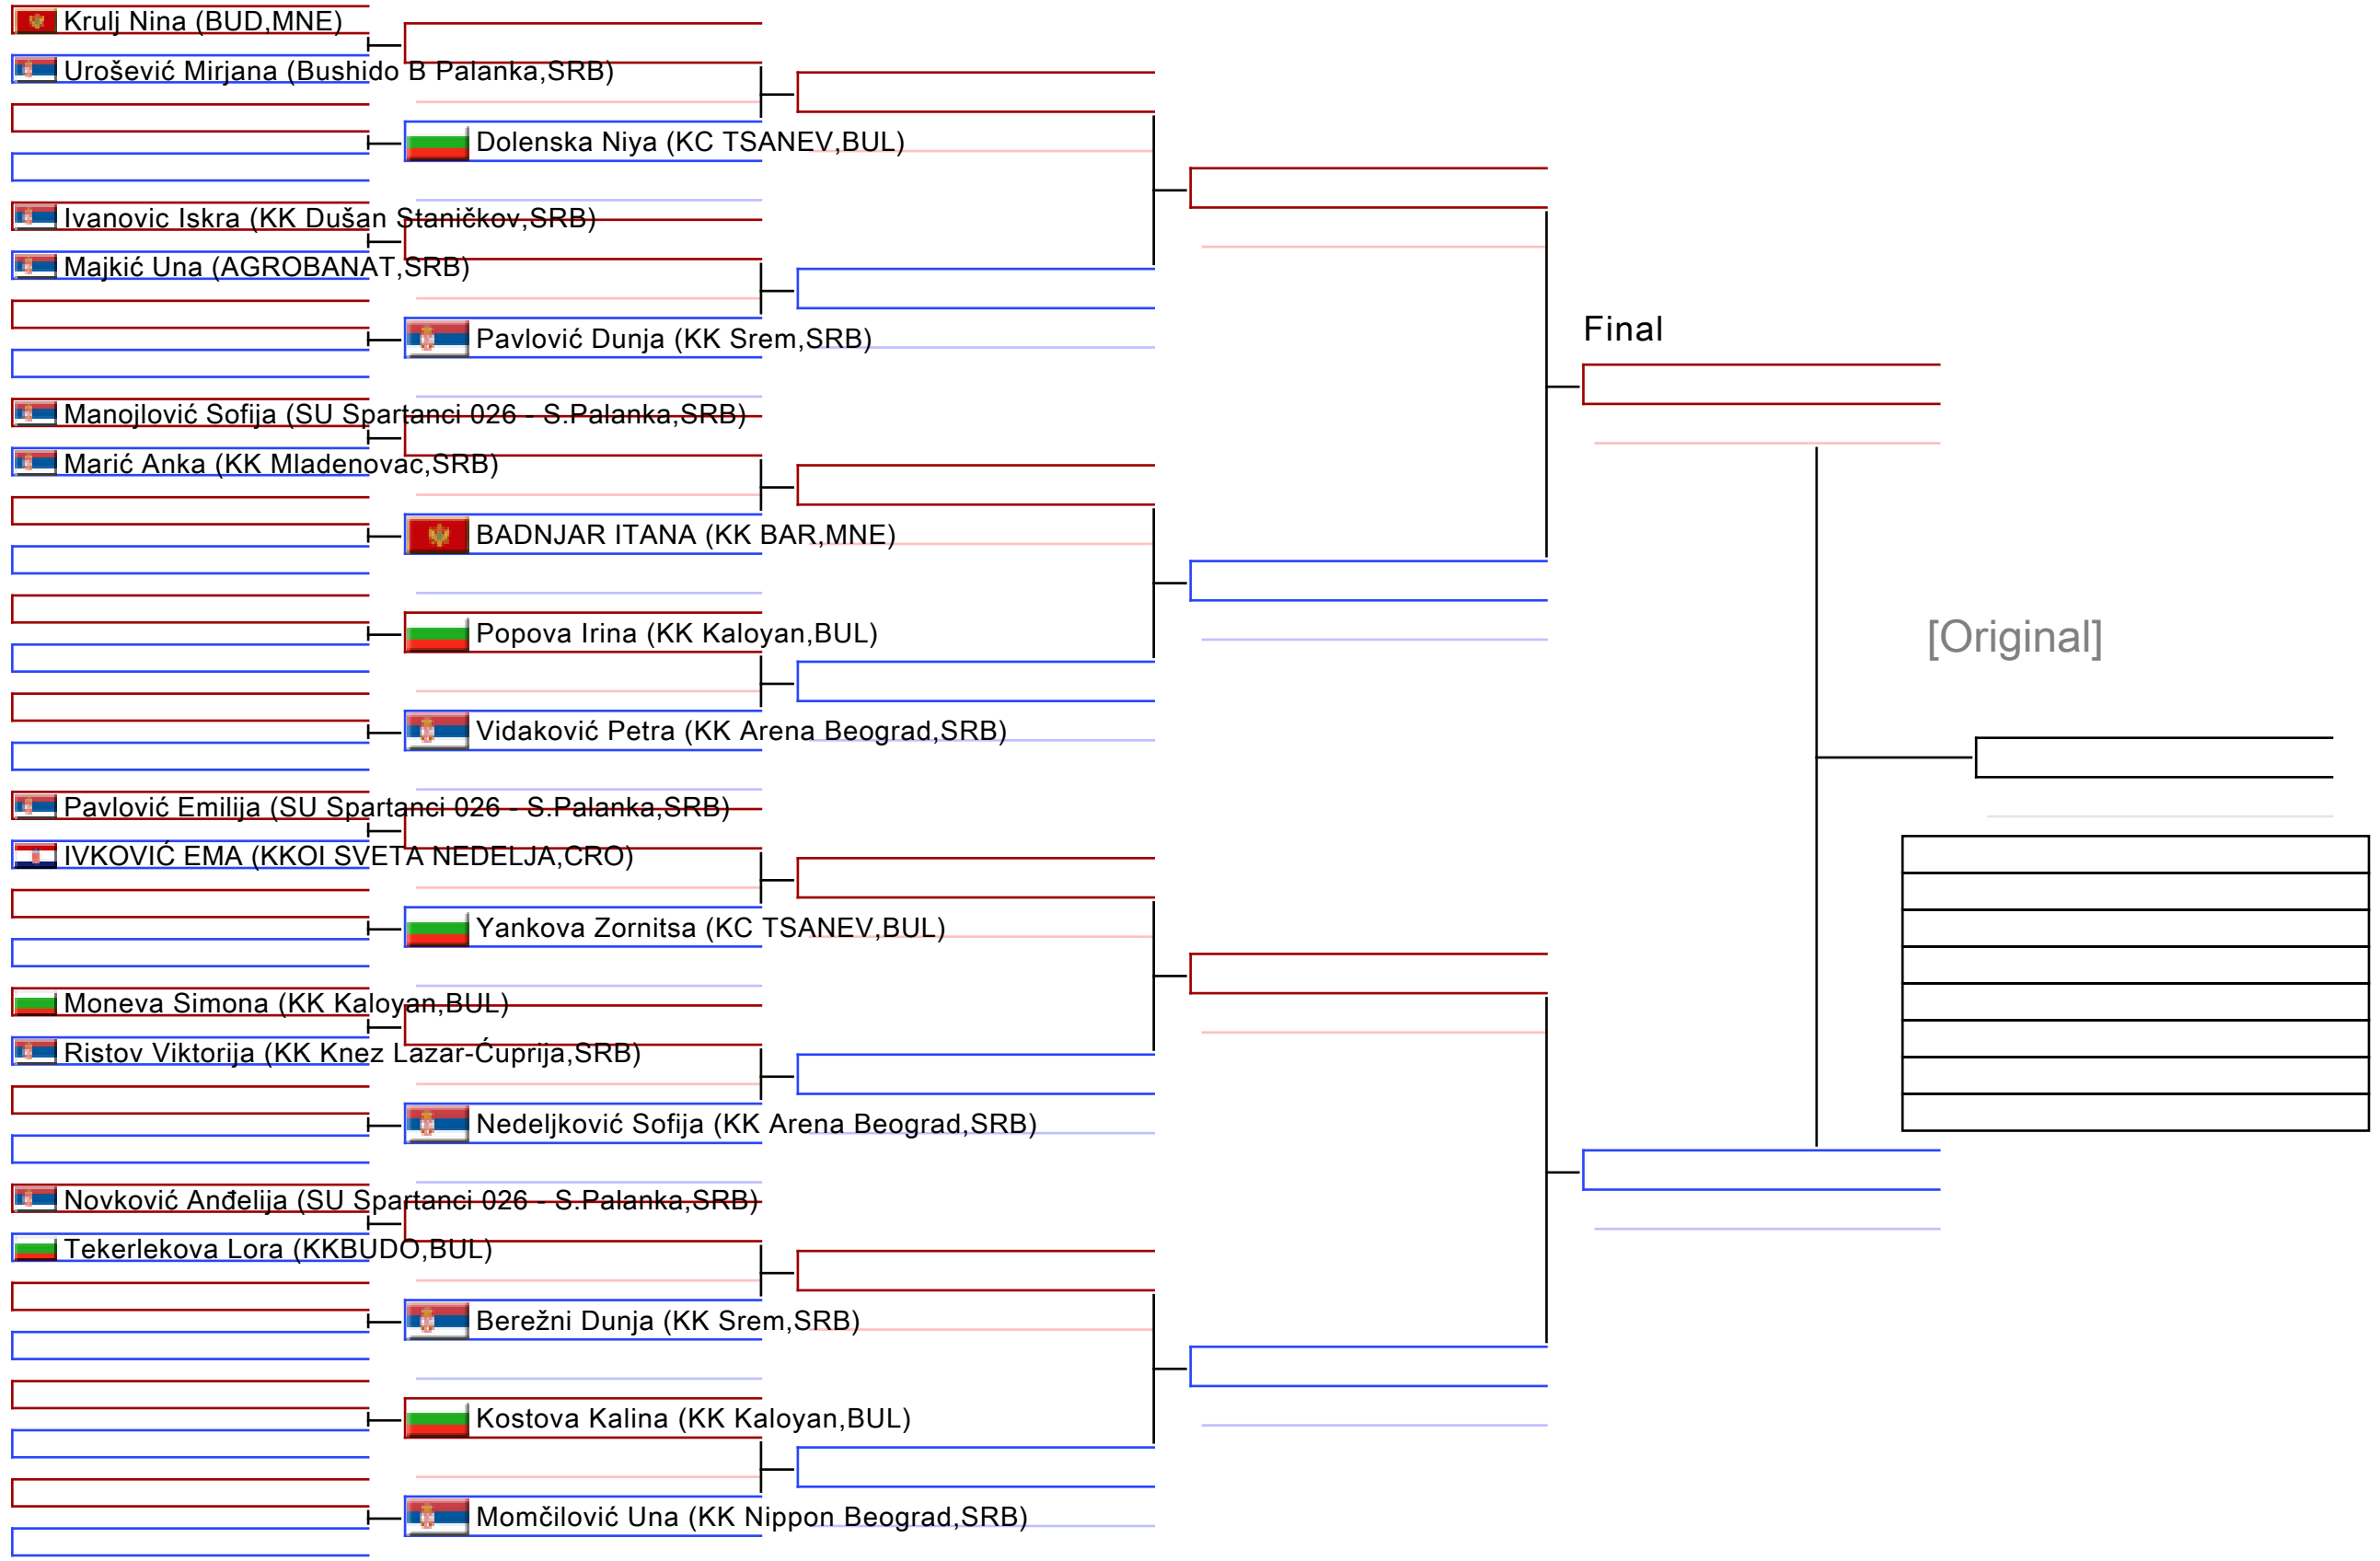 Krulj Nina (BUD,MNE)
Urošević Mirjana (Bushido B Palanka,SRB)
Dolenska Niya (KC TSANEV,BUL)
Ivanovic Iskra (KK Dušan Staničkov,SRB)
Majkić Una (AGROBANAT,SRB)
Final
Pavlović Dunja (KK Srem,SRB)
Manojlović Sofija (SU Spartanci 026 - S.Palanka,SRB)
Marić Anka (KK Mladenovac,SRB)
BADNJAR ITANA (KK BAR,MNE)
Popova Irina (KK Kaloyan,BUL)
[Original]
Vidaković Petra (KK Arena Beograd,SRB)
Pavlović Emilija (SU Spartanci 026 - S.Palanka,SRB)
IVKOVIĆ EMA (KKOI SVETA NEDELJA,CRO)
Yankova Zornitsa (KC TSANEV,BUL)
Moneva Simona (KK Kaloyan,BUL)
Ristov Viktorija (KK Knez Lazar-Ćuprija,SRB)
Nedeljković Sofija (KK Arena Beograd,SRB)
Novković Anđelija (SU Spartanci 026 - S.Palanka,SRB)
Tekerlekova Lora (KKBUDO,BUL)
Berežni Dunja (KK Srem,SRB)
Kostova Kalina (KK Kaloyan,BUL)
Momčilović Una (KK Nippon Beograd,SRB)